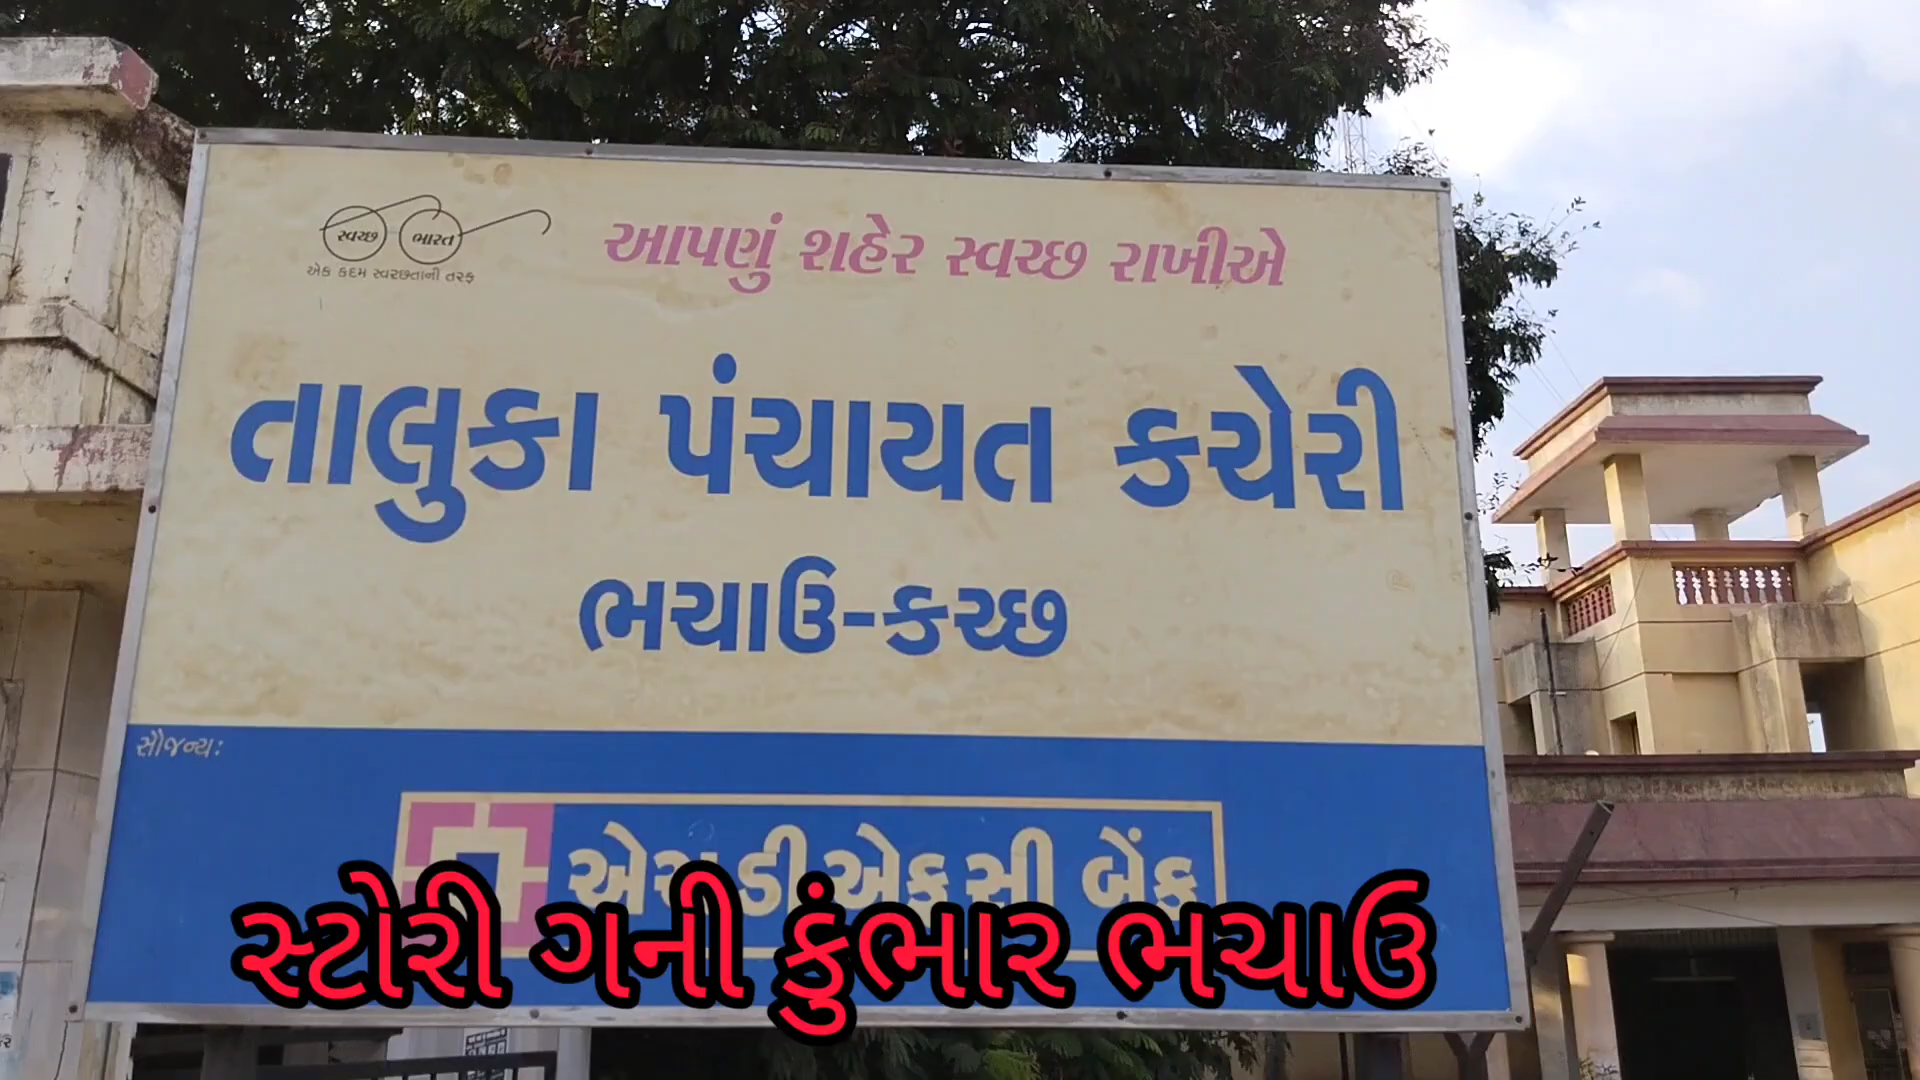 સ્વચ્છ ભારત
એક કદમ સ્વચ્છતાની તરફ
આપણું શહેર સ્વચ્છ રાખીએ
તાલુકા પંચાયત કચેરી
ભચાઉ-કચ્છ
સૌજન્ય:
એચડીએફસી બેંક
સ્ટોરી ગની કુંભાર ભચાઉ